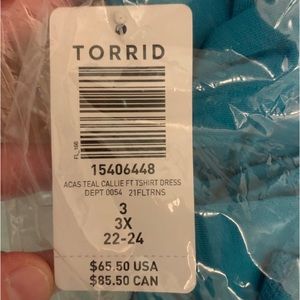 TORRID
FL_166
15406448
ACAS TEAL CALLIE FT TSHIRT DRESS
DEPT 0054 21FLTRNS
3
3X
22-24
$65.50 USA
$85.50 CAN